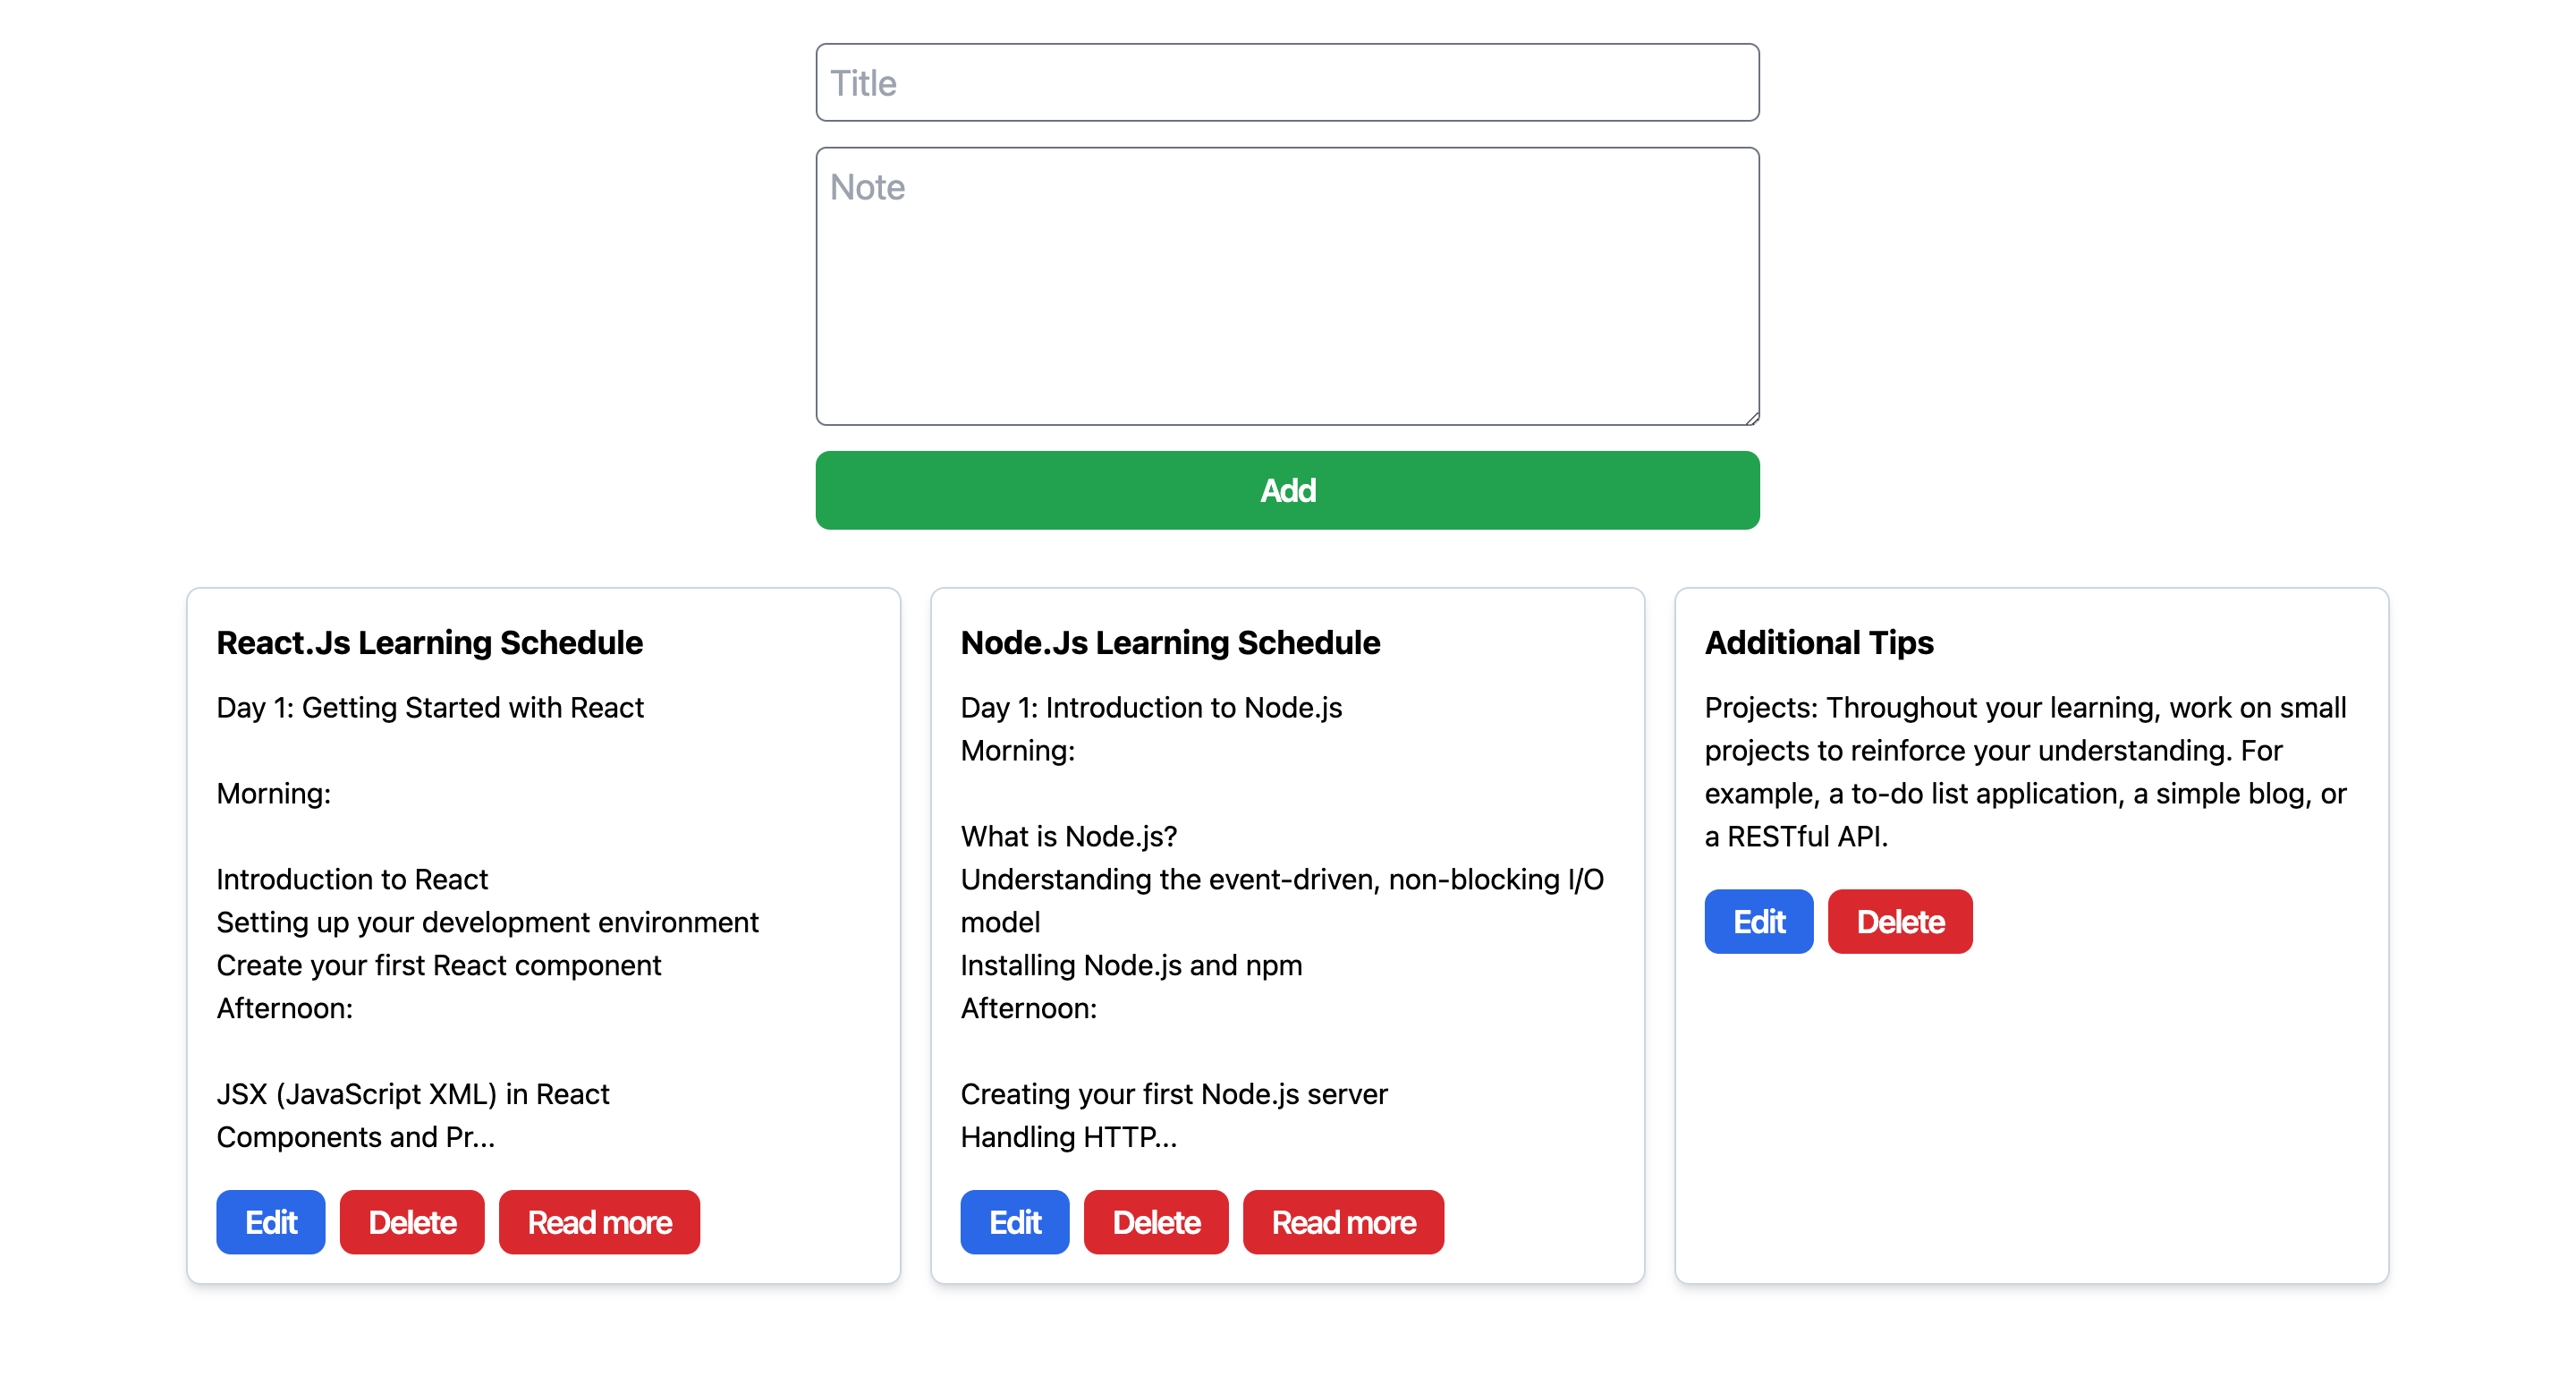 Title
Note
Add
React.Js Learning Schedule
Day 1: Getting Started with React
Morning:
Introduction to React
Setting up your development environment
Create your first React component
Afternoon:
JSX (JavaScript XML) in React
Components and Pr...
Edit Delete Read more
Node.Js Learning Schedule
Day 1: Introduction to Node.js
Morning:
What is Node.js?
Understanding the event-driven, non-blocking I/O
model
Installing Node.js and npm
Afternoon:
Creating your first Node.js server
Handling HTTP...
Edit Delete Read more
Additional Tips
Projects: Throughout your learning, work on small
projects to reinforce your understanding. For
example, a to-do list application, a simple blog, or
a RESTful API.
Edit Delete